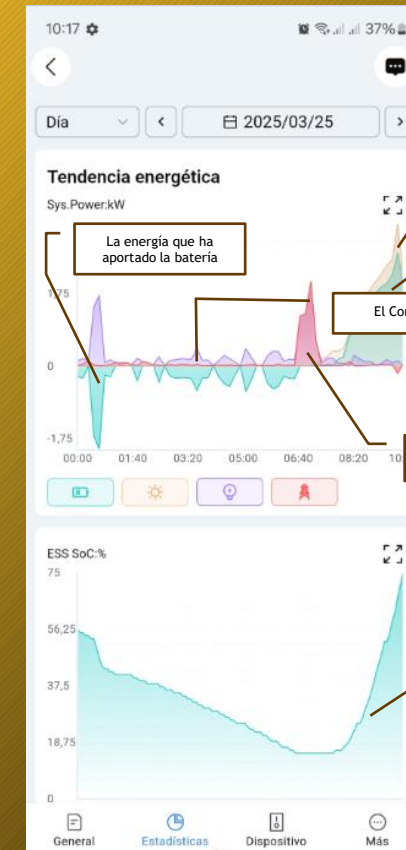 10:17
37%
Día
2025/03/25
Tendencia energética
Sys.Power:kW
La energía que ha
aportado la batería
1,75
El Con
0
-1,75
00:00 01:40 03:20 05:00 06:40 08:20 10:
ESS SoC:%
75
56,25
37,5
18,75
0
General Estadísticas Dispositivo Más